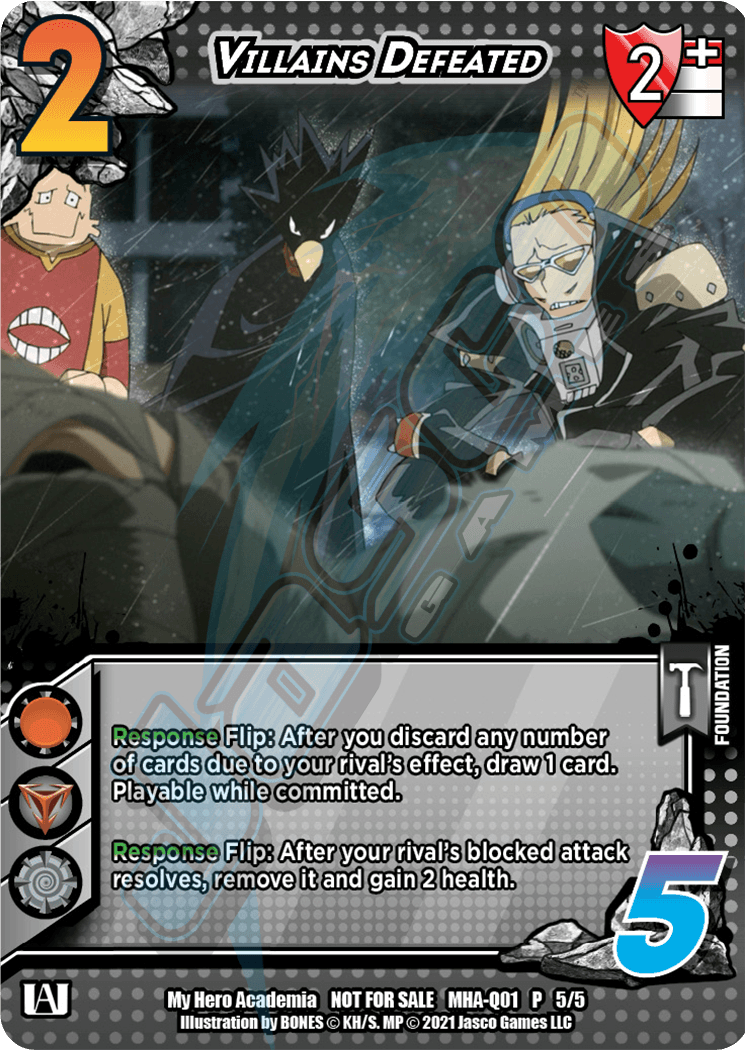 2
VILLAINS DEFEATED
2 +
FOUNDATION
Response Flip: After you discard any number
of cards due to your rival's effect, draw 1 card.
Playable while committed.
Response Flip: After your rival's blocked attack
resolves, remove it and gain 2 health.
5
UA
My Hero Academia NOT FOR SALE MHA-Q01 P 5/5
Illustration by BONES © KH/S. MP © 2021 Jasco Games LLC